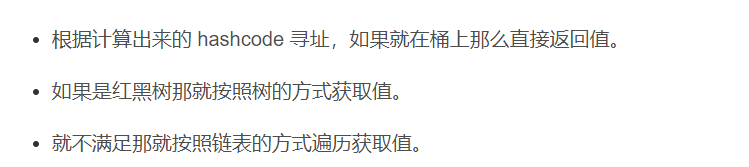 • 根据计算出来的 hashcode 寻址，如果就在桶上那么直接返回值。
• 如果是红黑树那就按照树的方式获取值。
• 就不满足那就按照链表的方式遍历获取值。